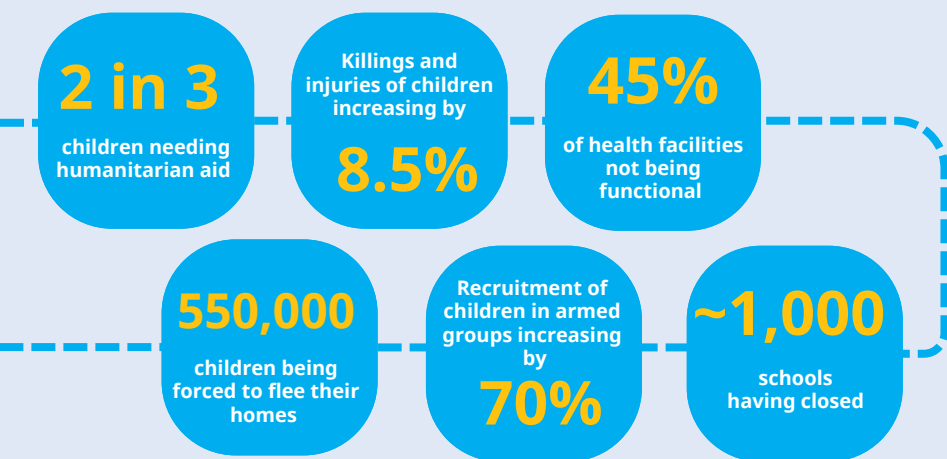 2 in 3
children needing
humanitarian aid
Killings and
injuries of children
increasing by
8.5%
45%
of health facilities
not being
functional
550,000
children being
forced to flee their
homes
Recruitment of
children in armed
groups increasing
by
70%
~1,000
schools
having closed